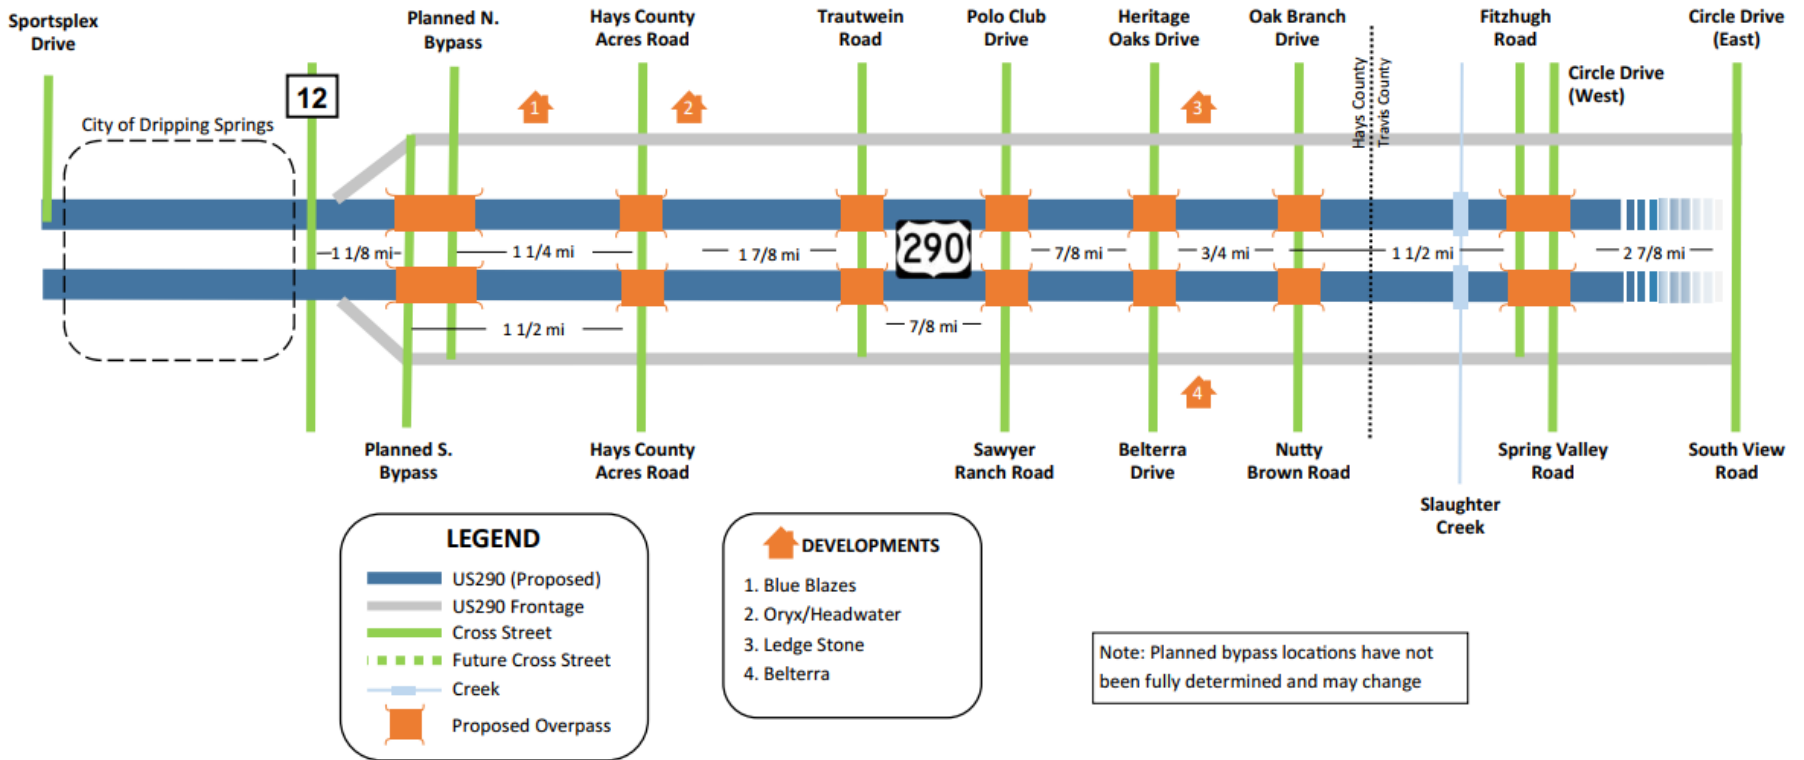 Sportsplex
Drive
Planned N.
Bypass
Hays County
Acres Road
Trautwein
Road
Polo Club
Drive
Heritage
Oaks Drive
Oak Branch
Drive
Fitzhugh
Road
Circle Drive
(East)
Circle Drive
(West)
12
City of Dripping Springs
1
2
3
Hays County
Travis County
1 1/8 mi
1 1/4 mi
1 7/8 mi
290
7/8 mi
3/4 mi
1 1/2 mi
2 7/8 mi
1 1/2 mi
7/8 mi
4
Planned S.
Bypass
Hays County
Acres Road
Sawyer
Ranch Road
Belterra
Drive
Nutty
Brown Road
Spring Valley
Road
South View
Road
Slaughter
Creek
LEGEND
US290 (Proposed)
US290 Frontage
Cross Street
Future Cross Street
Creek
Proposed Overpass
DEVELOPMENTS
1. Blue Blazes
2. Oryx/Headwater
3. Ledge Stone
4. Belterra
Note: Planned bypass locations have not
been fully determined and may change